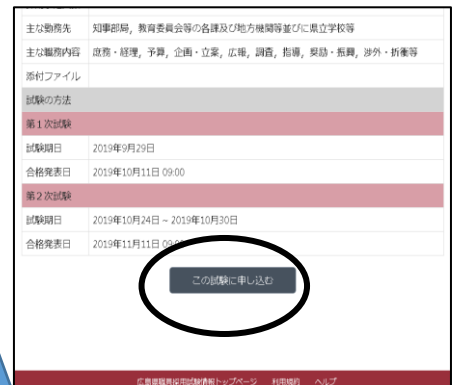 主な勤務先 知事部局，教育委員会等の各課及び地方機関等並びに県立学校等
主な職務内容 庶務・経理，予算，企画・立案，広報，調査，指導，奨励・振興，渉外・折衝等
添付ファイル
試験の方法
第１次試験
試験期日 2019年9月29日
合格発表日 2019年10月11日 09:00
第２次試験
試験期日 2019年10月24日 ~ 2019年10月30日
合格発表日 2019年11月11日 09:00
この試験に申し込む
広島県職員採用試験情報トップページ 利用規約 ヘルプ